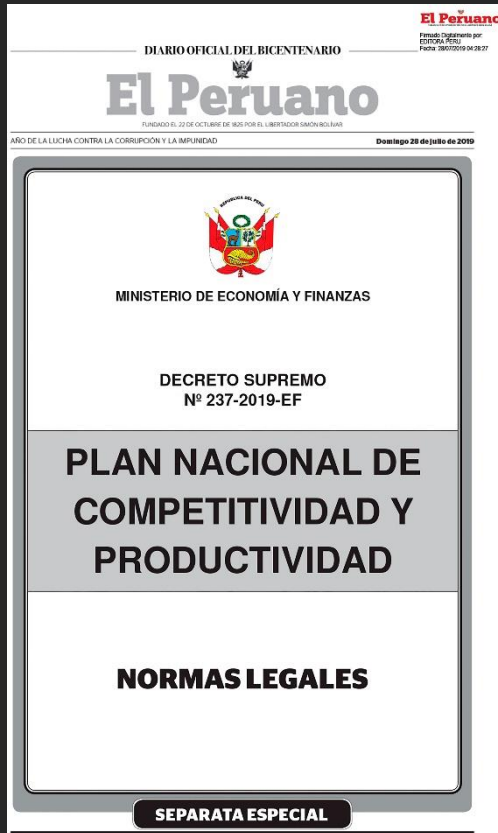 El Peruano
Firmado Digitalmente por:
EDITORA PERU
Fecha: 28/07/2019 04:28:27
DIARIO OFICIAL DEL BICENTENARIO
El Peruano
FUNDADO EL 22 DE OCTUBRE DE 1825 POR EL LIBERTADOR SIMÓN BOLÍVAR
AÑO DE LA LUCHA CONTRA LA CORRUPCIÓN Y LA IMPUNIDAD
Domingo 28 de julio de 2019
REPUBLICA DEL PERU
MINISTERIO DE ECONOMÍA Y FINANZAS
DECRETO SUPREMO
Nº 237-2019-EF
PLAN NACIONAL DE
COMPETITIVIDAD Y
PRODUCTIVIDAD
NORMAS LEGALES
SEPARATA ESPECIAL